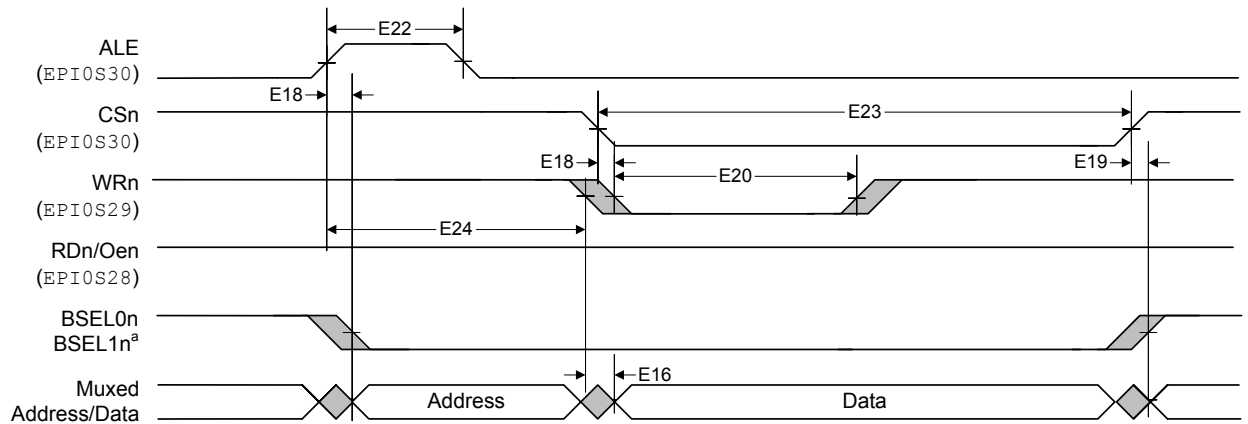 E22
ALE
(EPI0S30)
E18
CSn
E23
(EPI0S30)
E18
E19
WRn
E20
(EPI0S29)
E24
RDn/Oen
(EPI0S28)
BSEL0n
BSEL1nᵃ
E16
Muxed
Address/Data
Address
Data